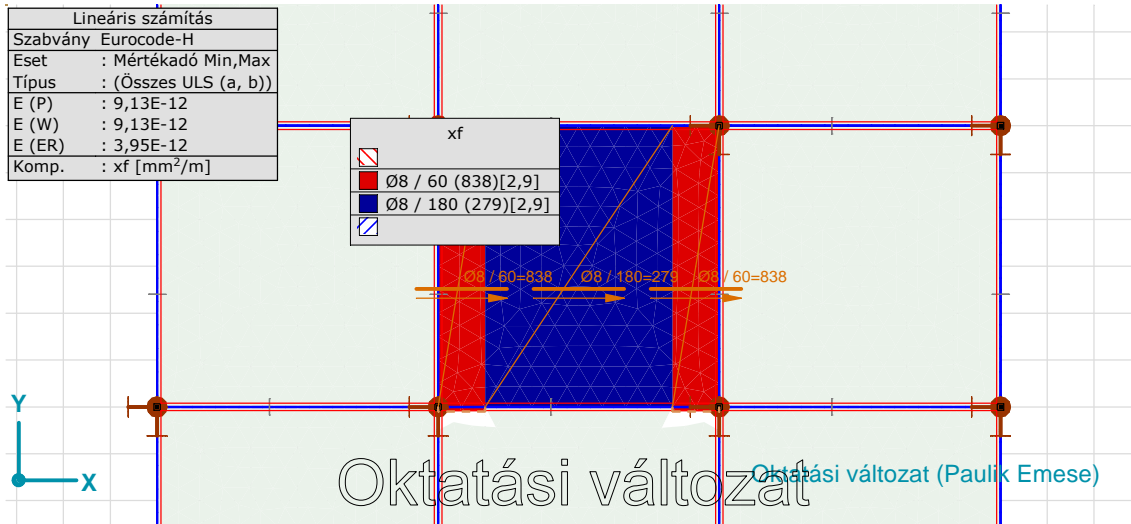 Lineáris számítás
Szabvány Eurocode-H
Eset : Mértékadó Min,Max
Típus : (Összes ULS (a, b))
E (P) : 9,13E-12
E (W) : 9,13E-12
E (ER) : 3,95E-12
Komp. : xf [mm²/m]
xf
Ø8 / 60 (838)[2,9]
Ø8 / 180 (279)[2,9]
Ø8 / 60=838 Ø8 / 180=279 Ø8 / 60=838
Y
X
Oktatási változat
Oktatási változat (Paulik Emese)